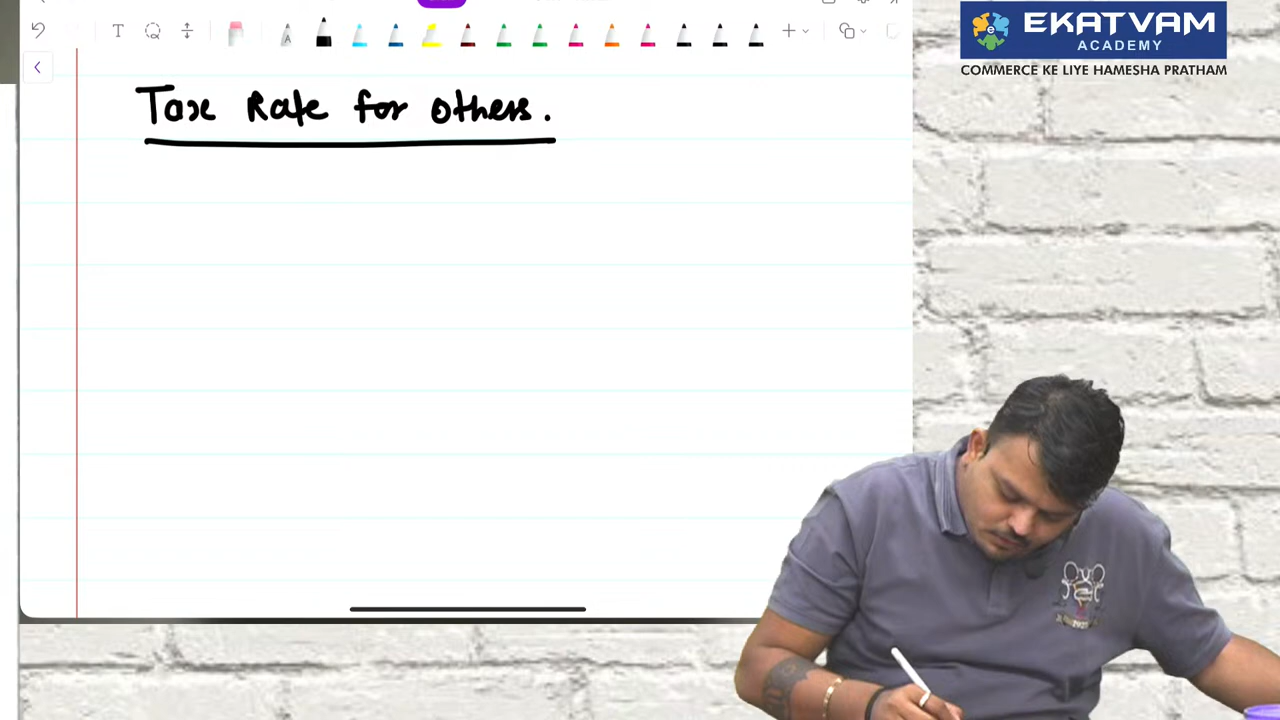 EKATVAM
ACADEMY
COMMERCE KE LIYE HAMESHA PRATHAM
Tax Rate for others.